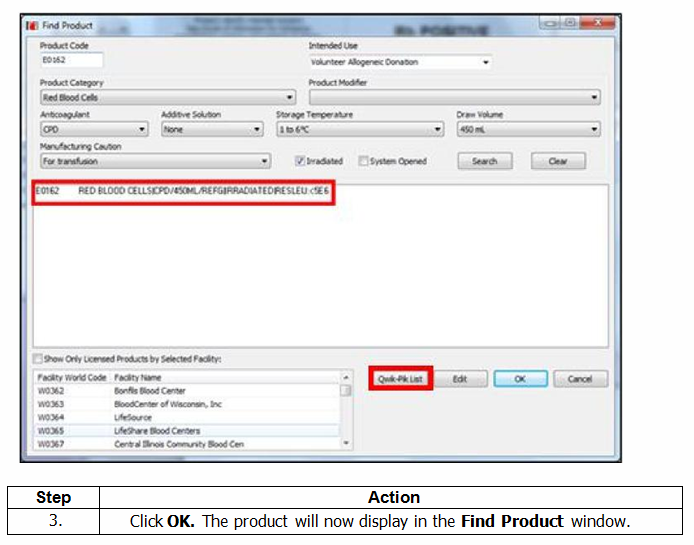 Find Product
Product Code Intended Use
E0162 Volunteer Allogeneic Donation
Product Category Product Modifier
Red Blood Cells
Anticoagulant Additive Solution Storage Temperature Draw Volume
CPD None 1 to 6°C 450 mL
Manufacturing Caution
For transfusion Irradiated System Opened Search Clear
E0162 RED BLOOD CELLS|CPD/450ML/REFG|IRRADIATED|RESLEU:<5E6
Show Only Licensed Products by Selected Facility:
Facility World Code Facility Name Qwik-Pik List Edit OK Cancel
W0362 Bonfils Blood Center
W0363 BloodCenter of Wisconsin, Inc
W0364 LifeSource
W0365 LifeShare Blood Centers
W0367 Central Illinois Community Blood Cen
Step Action
3. Click OK. The product will now display in the Find Product window.